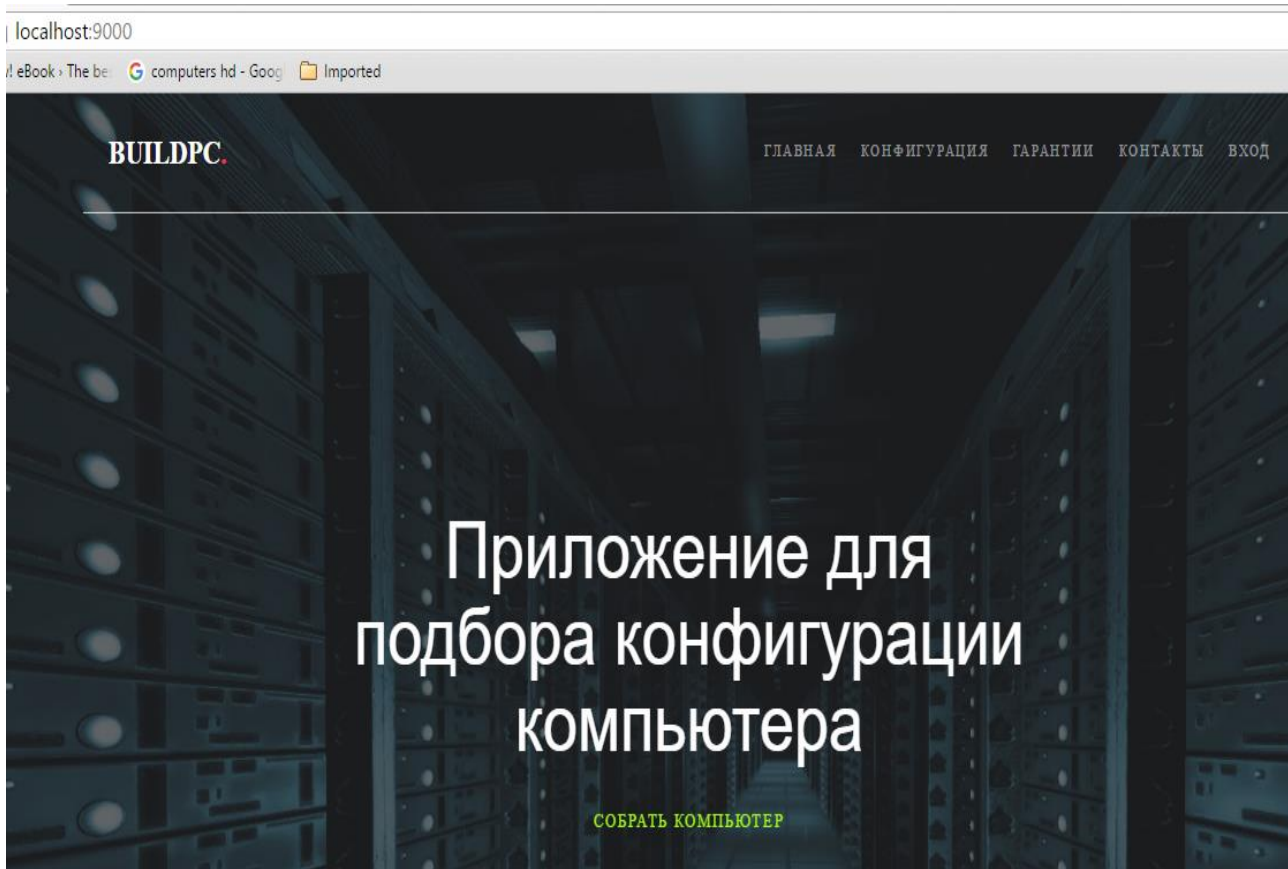 localhost:9000
eBook › The be G computers hd - Goog Imported
BUILDPC.
ГЛАВНАЯ КОНФИГУРАЦИЯ ГАРАНТИИ КОНТАКТЫ ВХОД
Приложение для
подбора конфигурации
компьютера
СОБРАТЬ КОМПЬЮТЕР